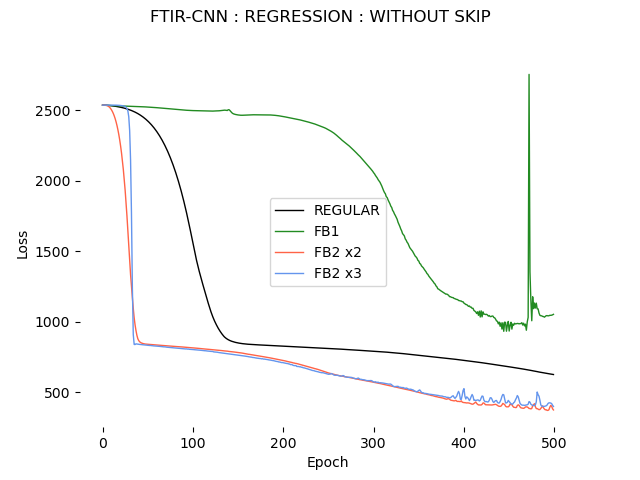 FTIR-CNN : REGRESSION : WITHOUT SKIP
2500
2000
1500
1000
500
Loss
REGULAR
FB1
FB2 x2
FB2 x3
0 100 200 300 400 500
Epoch